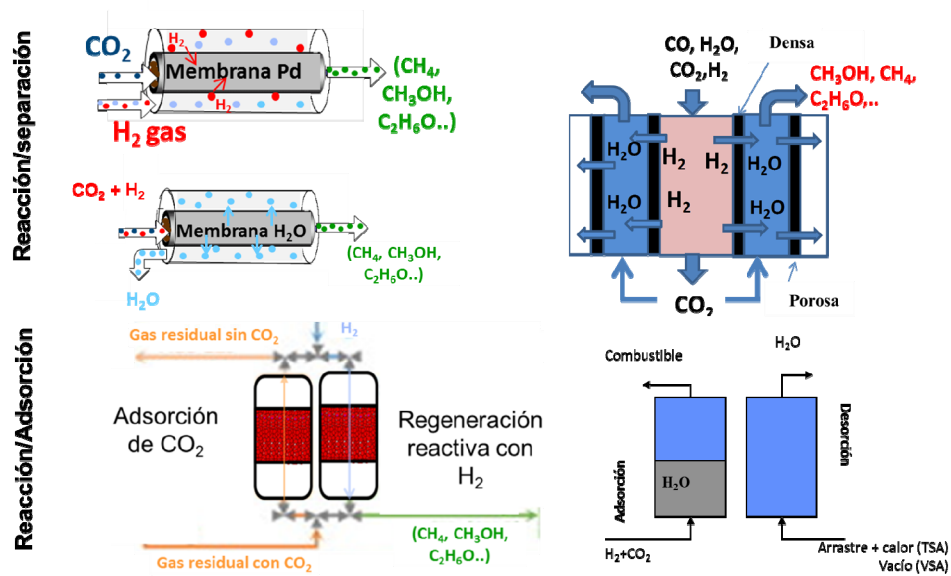 Reacción/separación
CO₂
H₂
Membrana Pd
H₂ gas
(CH₄,
CH₃OH,
C₂H₆O..)
CO₂ + H₂
Membrana H₂O
H₂O
(CH₄, CH₃OH,
C₂H₆O..)
CO, H₂O,
CO₂,H₂
Densa
CH₃OH, CH₄,
C₂H₆O,..
H₂O
H₂
H₂
H₂O
H₂O
H₂
H₂O
CO₂
Porosa
Reacción/Adsorción
Gas residual sin CO₂
H₂
Adsorción
de CO₂
Regeneración
reactiva con
H₂
(CH₄, CH₃OH,
C₂H₆O..)
Gas residual con CO₂
Combustible
H₂O
Adsorción
H₂O
Desorción
H₂+CO₂
Arrastre + calor (TSA)
Vacío (VSA)